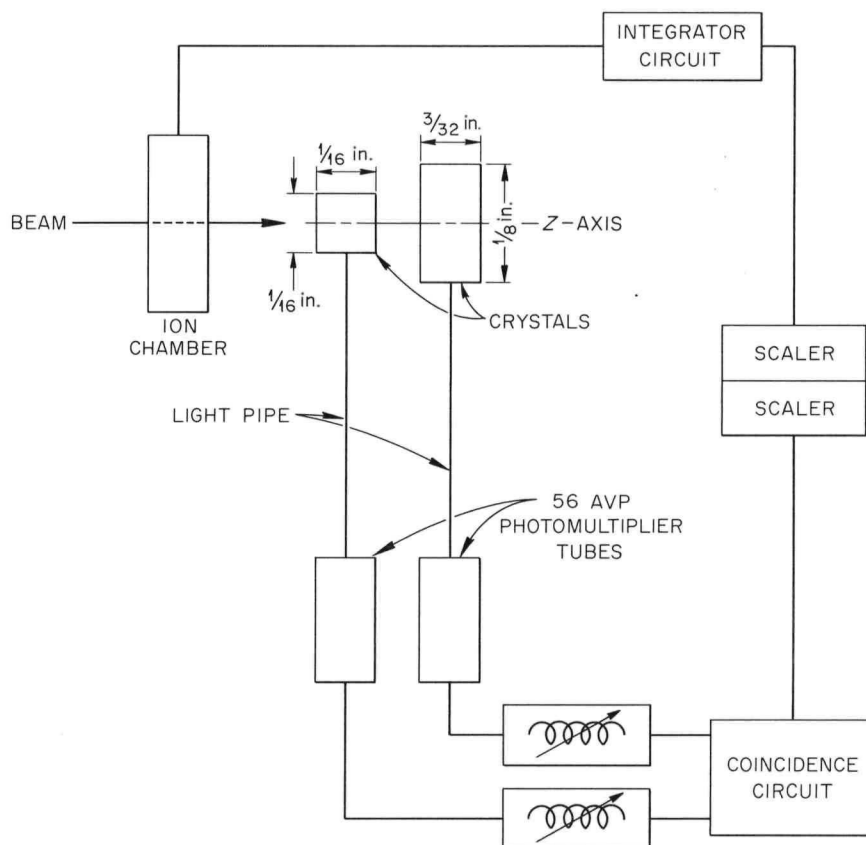 INTEGRATOR
CIRCUIT
3/32 in.
1/16 in.
BEAM
Z-AXIS
1/8 in.
1/16 in.
ION
CHAMBER
CRYSTALS
SCALER
SCALER
LIGHT PIPE
56 AVP
PHOTOMULTIPLIER
TUBES
COINCIDENCE
CIRCUIT